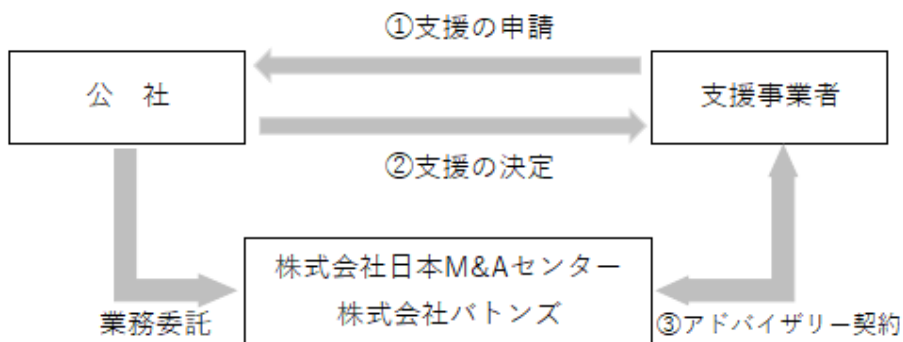 ①支援の申請
公　社
支援事業者
②支援の決定
株式会社日本M&Aセンター
株式会社バトンズ
業務委託
③アドバイザリー契約